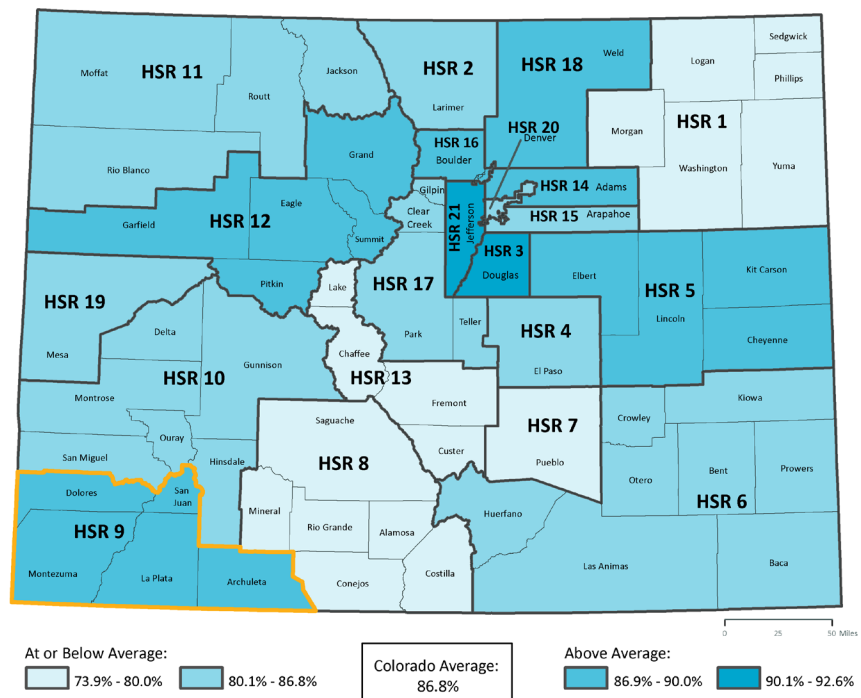 Sedgwick
Weld
Logan
Jackson
HSR 2
HSR 18
Moffat
HSR 11
Phillips
Routt
Larimer
HSR 1
HSR 20
Morgan
Denver
HSR 16
Grand
Boulder
Rio Blanco
Washington
Yuma
Gilpin
HSR 14 Adams
Eagle
HSR 12
Clear
Creek
HSR 15 Arapahoe
Garfield
HSR 21
Jefferson
Summit
HSR 3
Kit Carson
Pitkin
Douglas
Elbert
HSR 5
Lake
HSR 17
HSR 19
Lincoln
Teller
Delta
Park
HSR 4
Cheyenne
Mesa
Chaffee
Gunnison
El Paso
HSR 10
HSR 13
Montrose
Kiowa
Fremont
Saguache
Crowley
HSR 7
Ouray
San Miguel
Hinsdale
Custer
HSR 8
Pueblo
Prowers
Bent
Otero
Dolores
San
Juan
HSR 6
Mineral
Huerfano
Rio Grande
Alamosa
HSR 9
Las Animas
Baca
Montezuma
La Plata
Archuleta
Conejos
Costilla
0 25 50 Miles
At or Below Average:
73.9% - 80.0%
80.1% - 86.8%
Colorado Average:
86.8%
Above Average:
86.9% - 90.0%
90.1% - 92.6%